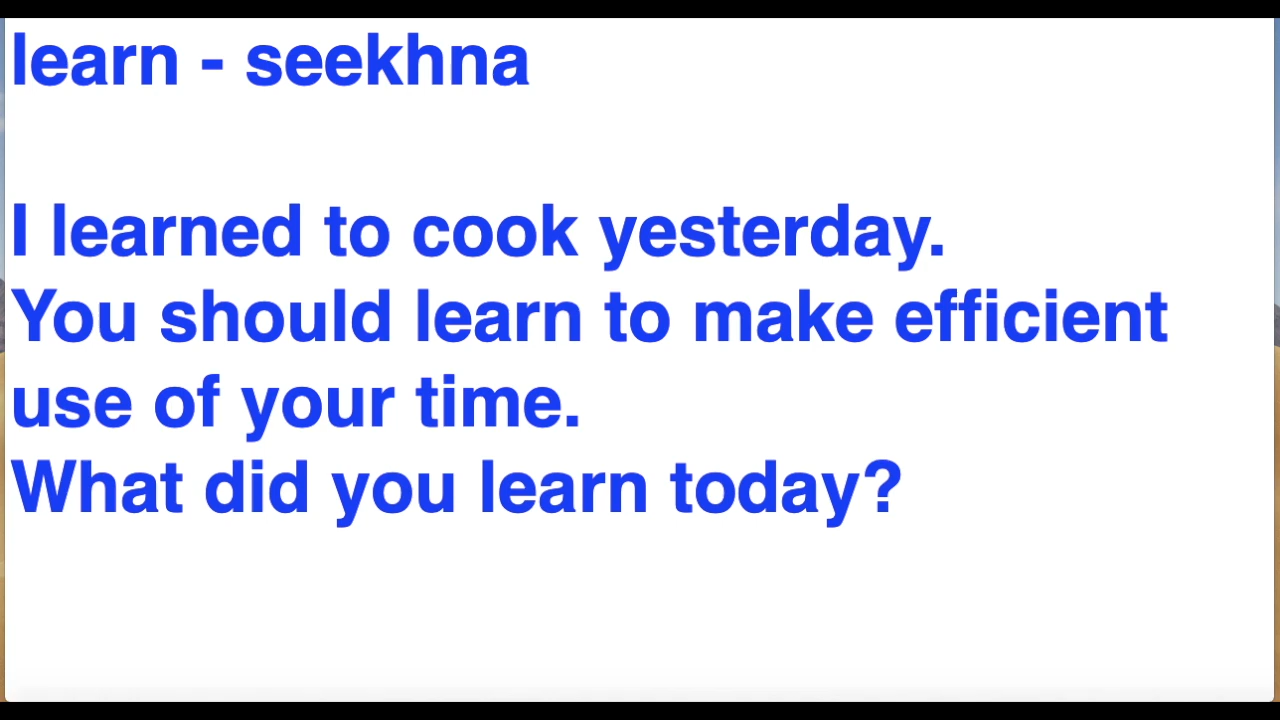 learn - seekhna
I learned to cook yesterday.
You should learn to make efficient
use of your time.
What did you learn today?